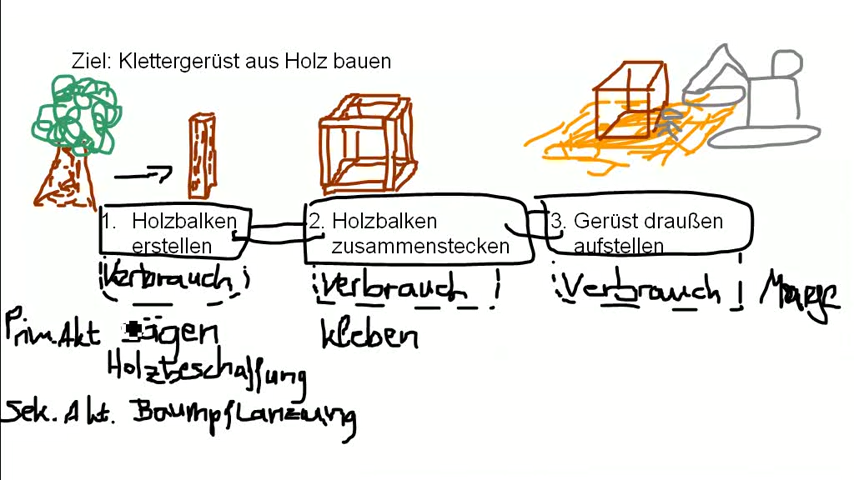 Ziel: Klettergerüst aus Holz bauen
1. Holzbalken erstellen
2. Holzbalken zusammenstecken
3. Gerüst draußen aufstellen
Verbrauch
Verbrauch
Verbrauch
Marge
Prim. Akt
kleben
Holzbeschaffung
Sek. Akt. Baumpflanzung